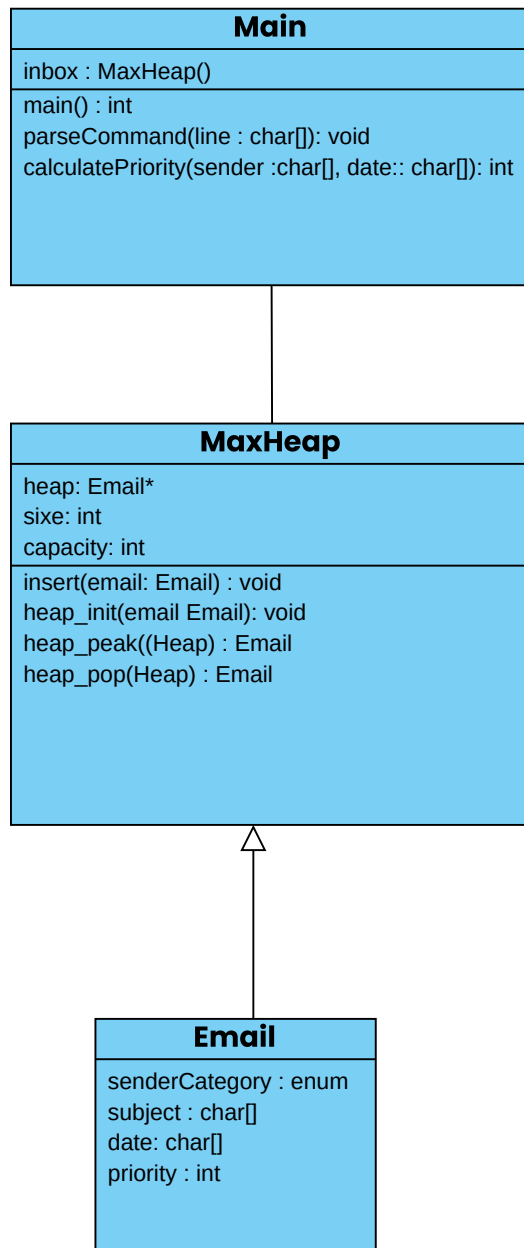 Main
inbox : MaxHeap()
main() : int
parseCommand(line : char[]): void
calculatePriority(sender :char[], date:: char[]): int
MaxHeap
heap: Email*
sixe: int
capacity: int
insert(email: Email) : void
heap_init(email Email): void
heap_peak((Heap) : Email
heap_pop(Heap) : Email
Email
senderCategory : enum
subject : char[]
date: char[]
priority : int